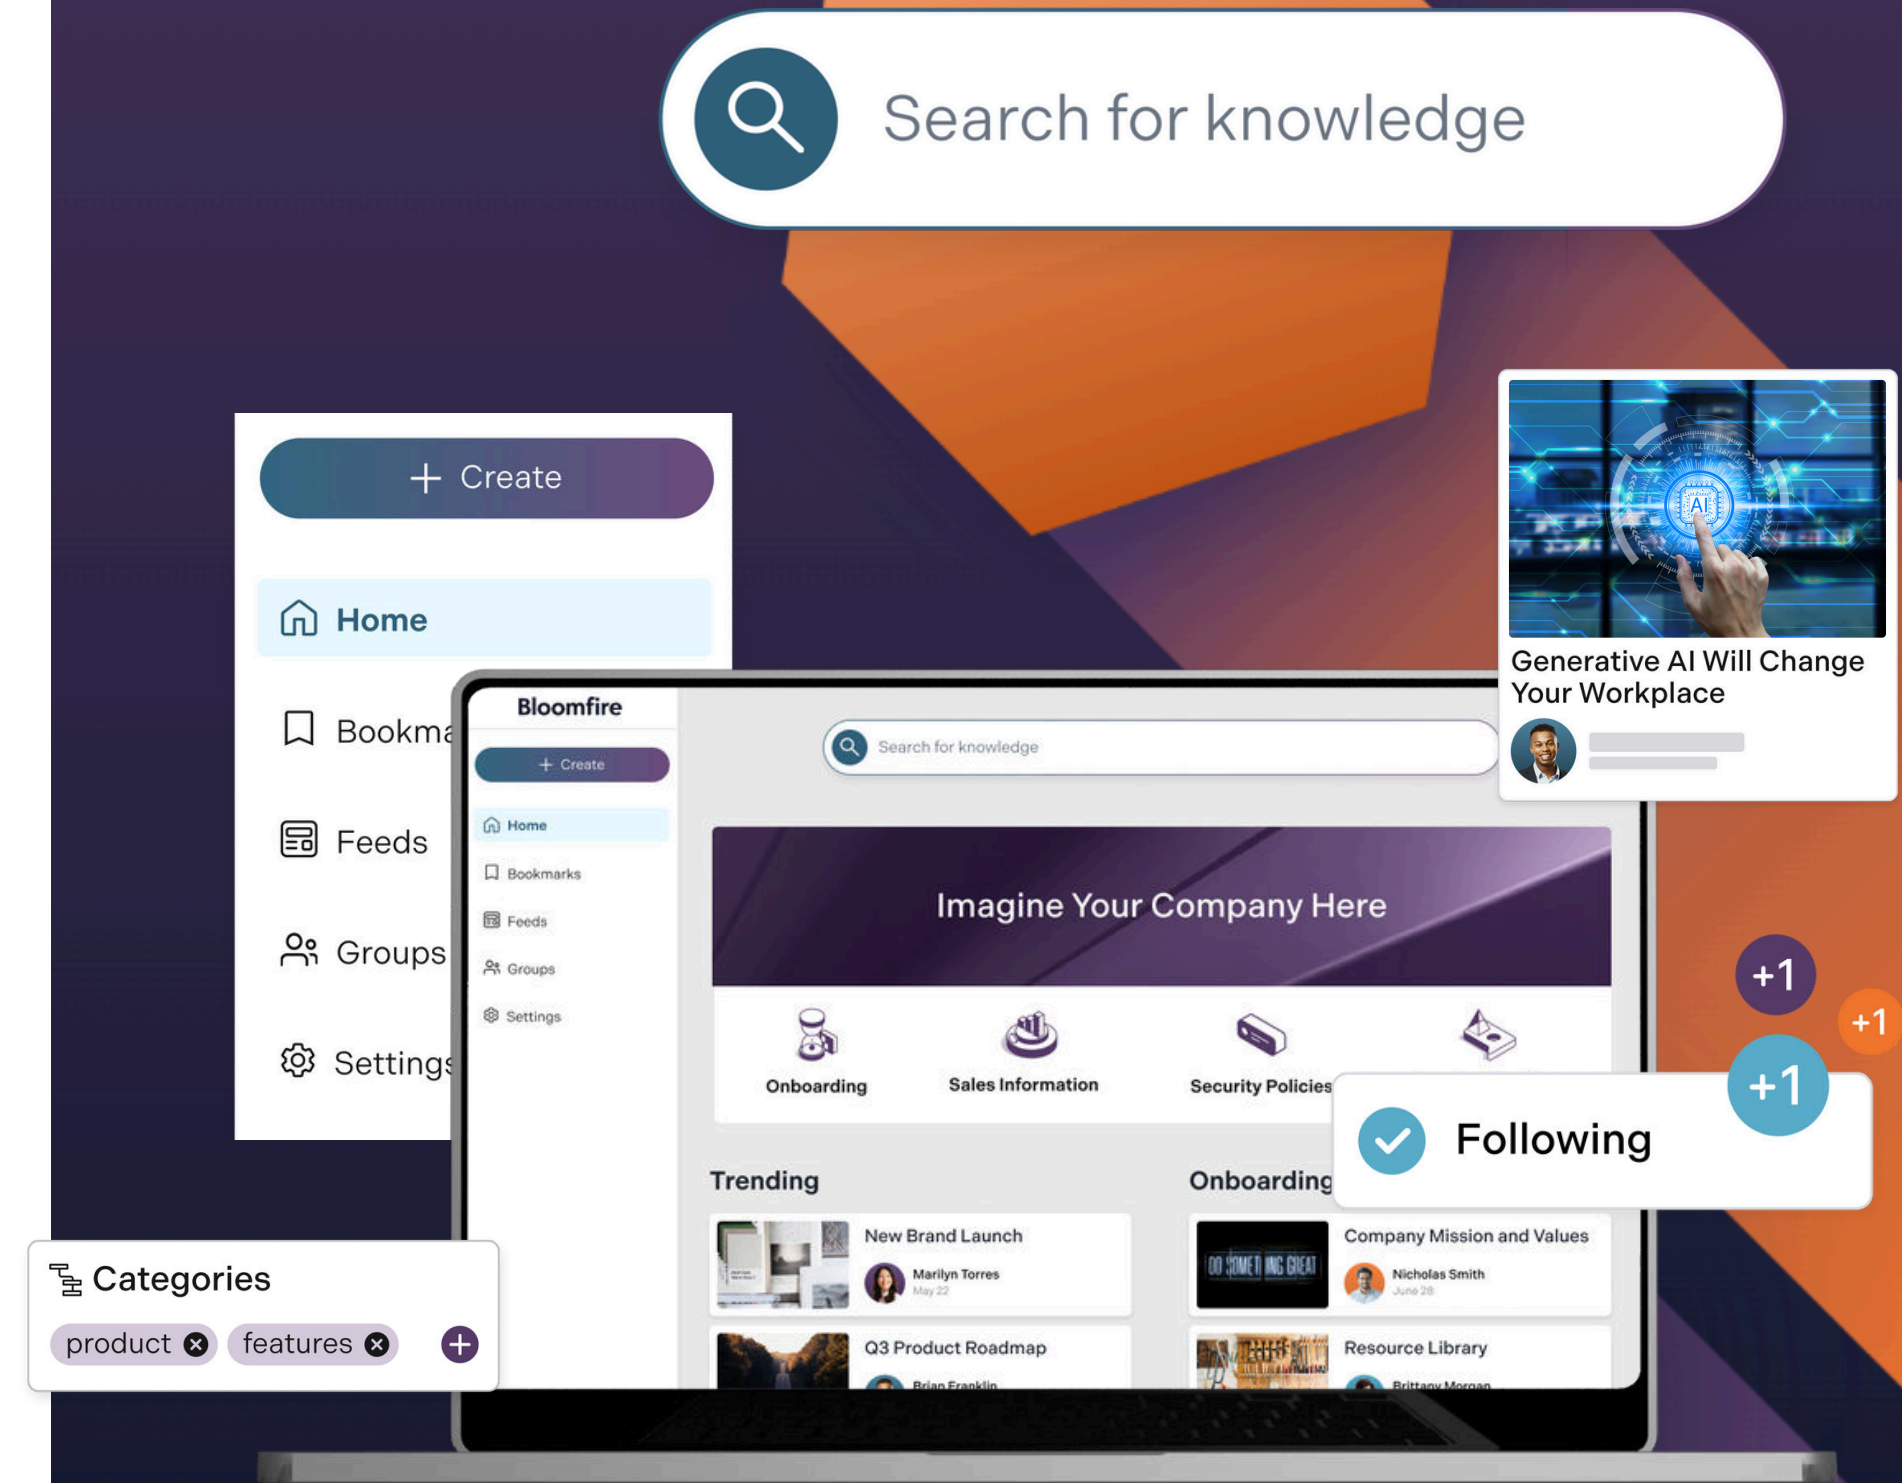 Search for knowledge
+ Create
Home
Bookma
Feeds
Groups
Settings
Bloomfire
+ Create
Home
Bookmarks
Feeds
Groups
Settings
Search for knowledge
Imagine Your Company Here
Onboarding
Sales Information
Security Policies
Trending
New Brand Launch
Marilyn Torres
May 22
Q3 Product Roadmap
Brian Franklin
Onboarding
DO SOMETHING GREAT
Company Mission and Values
Nicholas Smith
June 28
Resource Library
Brittany Morgan
AI
Generative AI Will Change
Your Workplace
+1
+1
+1
Following
Categories
product
features